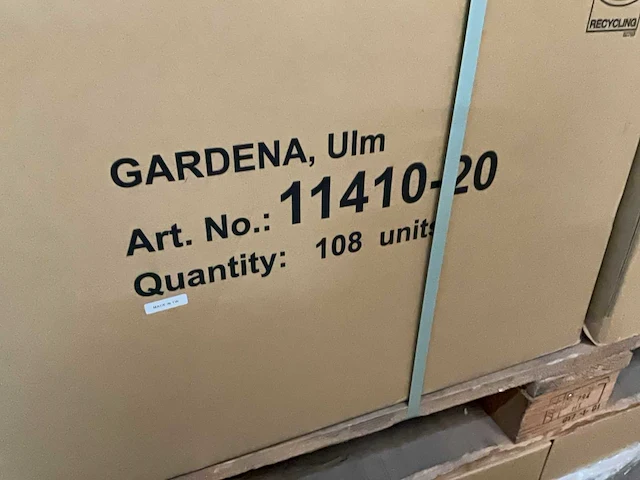 RECYCLING
GARDENA, Ulm
Art. No.: 11410-20
Quantity: 108 units